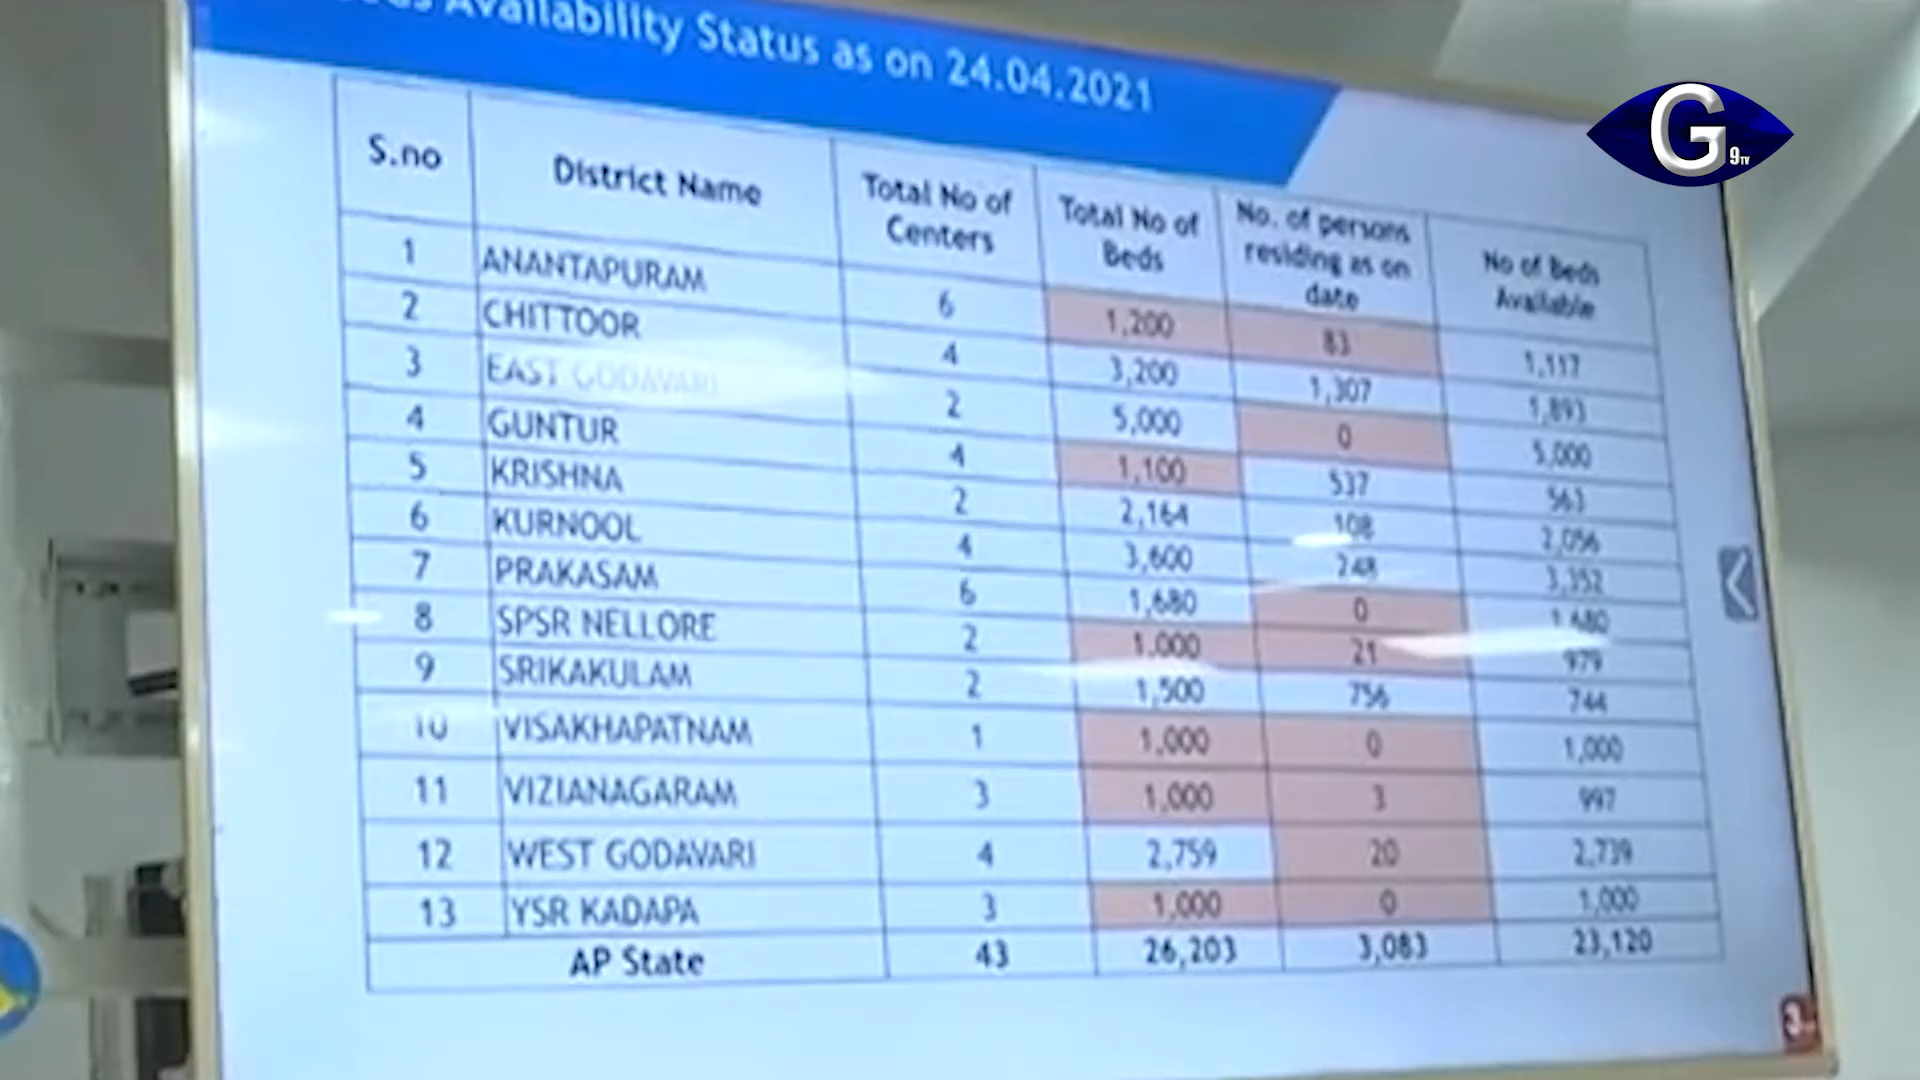 Availability Status as on 24.04.2021
G 9TV
S.no District Name Total No of Centers Total No of Beds No. of persons residing as on date No of Beds Available
1 ANANTAPURAM 6 1,200 83 1,117
2 CHITTOOR 4 3,200 1,307 1,893
3 EAST GODAVARI 2 5,000 0 5,000
4 GUNTUR 4 1,100 537 563
5 KRISHNA 2 2,164 108 2,056
6 KURNOOL 4 3,600 248 3,352
7 PRAKASAM 6 1,680 0 1,680
8 SPSR NELLORE 2 1,000 21 979
9 SRIKAKULAM 2 1,500 756 744
10 VISAKHAPATNAM 1 1,000 0 1,000
11 VIZIANAGARAM 3 1,000 3 997
12 WEST GODAVARI 4 2,759 20 2,739
13 YSR KADAPA 3 1,000 0 1,000
AP State 43 26,203 3,083 23,120